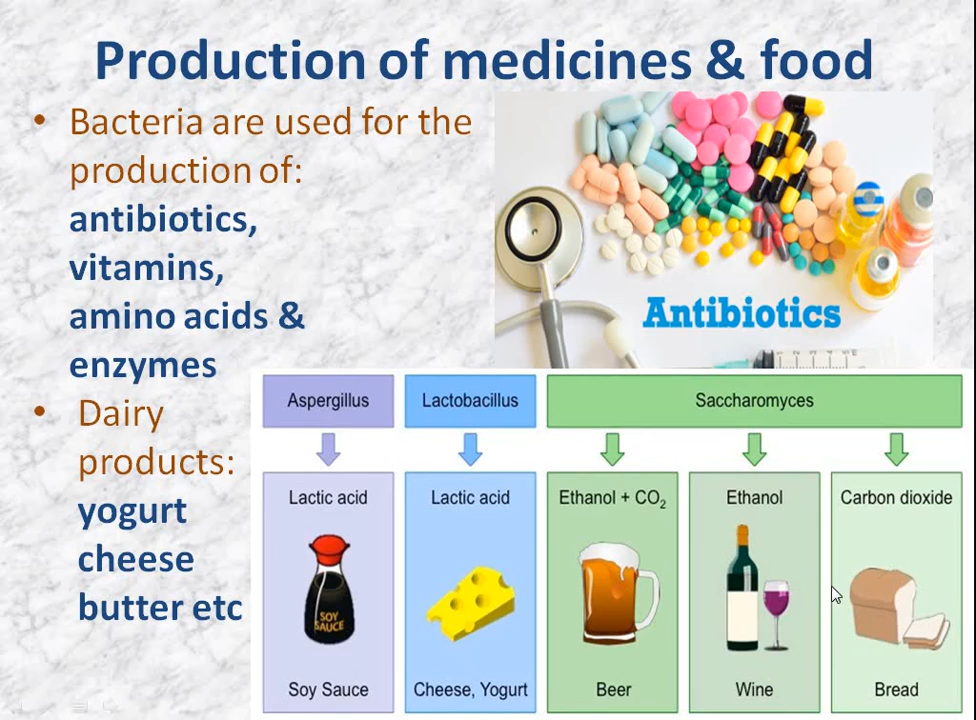 Production of medicines & food
• Bacteria are used for the
production of:
antibiotics,
vitamins,
amino acids &
enzymes
• Dairy
products:
yogurt
cheese
butter etc
Antibiotics
Aspergillus
Lactobacillus
Saccharomyces
Lactic acid
Lactic acid
Ethanol + CO₂
Ethanol
Carbon dioxide
SOY
SAUCE
Soy Sauce
Cheese, Yogurt
Beer
Wine
Bread